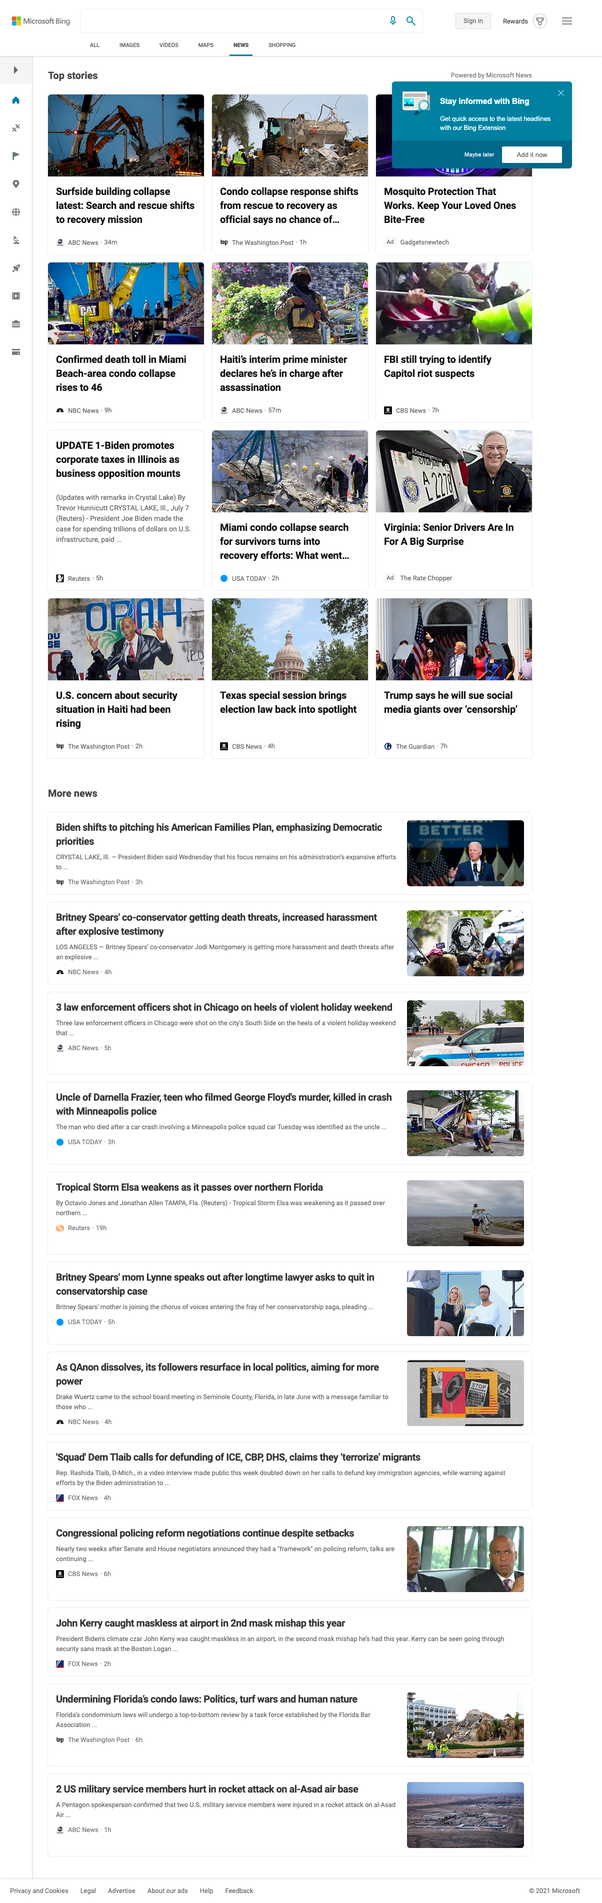 Microsoft Bing
Sign in
Rewards
ALL IMAGES VIDEOS MAPS NEWS SHOPPING
Top stories
Powered by Microsoft News
Stay informed with Bing
Get quick access to the latest headlines
with our Bing Extension
Maybe later
Add it now
Surfside building collapse
latest: Search and rescue shifts
to recovery mission
ABC News · 34m
Condo collapse response shifts
from rescue to recovery as
official says no chance of...
The Washington Post · 1h
Mosquito Protection That
Works. Keep Your Loved Ones
Bite-Free
Ad Gadgetsnewtech
CAT
Confirmed death toll in Miami
Beach-area condo collapse
rises to 46
NBC News · 9h
Haiti's interim prime minister
declares he's in charge after
assassination
ABC News · 57m
FBI still trying to identify
Capitol riot suspects
CBS News · 7h
UPDATE 1-Biden promotes
corporate taxes in Illinois as
business opposition mounts
(Updates with remarks in Crystal Lake) By
Trevor Hunnicutt CRYSTAL LAKE, Ill., July 7
(Reuters) - President Joe Biden made the
case for spending trillions of dollars on U.S.
infrastructure, paid ...
Reuters · 5h
Miami condo collapse search
for survivors turns into
recovery efforts: What went...
USA TODAY · 2h
Virginia: Senior Drivers Are In
For A Big Surprise
Ad The Rate Chopper
U.S. concern about security
situation in Haiti had been
rising
The Washington Post · 2h
Texas special session brings
election law back into spotlight
CBS News · 4h
Trump says he will sue social
media giants over ‘censorship’
The Guardian · 7h
More news
Biden shifts to pitching his American Families Plan, emphasizing Democratic
priorities
CRYSTAL LAKE, Ill. — President Biden said Wednesday that his focus remains on his administration's expansive efforts
to ...
The Washington Post · 3h
BETTER
Britney Spears' co-conservator getting death threats, increased harassment
after explosive testimony
LOS ANGELES — Britney Spears' co-conservator Jodi Montgomery is getting more harassment and death threats after
an explosive ...
NBC News · 4h
3 law enforcement officers shot in Chicago on heels of violent holiday weekend
Three law enforcement officers in Chicago were shot on the city's South Side on the heels of a violent holiday weekend
that ...
ABC News · 5h
CHICAGO POLICE
Uncle of Darnella Frazier, teen who filmed George Floyd's murder, killed in crash
with Minneapolis police
The man who died after a car crash involving a Minneapolis police squad car Tuesday was identified as the uncle ...
USA TODAY · 3h
Tropical Storm Elsa weakens as it passes over northern Florida
By Octavio Jones and Jonathan Allen TAMPA, Fla. (Reuters) - Tropical Storm Elsa was weakening as it passed over
northern ...
Reuters · 19h
Britney Spears' mom Lynne speaks out after longtime lawyer asks to quit in
conservatorship case
Britney Spears' mother is joining the chorus of voices entering the fray of her conservatorship saga, pleading ...
USA TODAY · 5h
As QAnon dissolves, its followers resurface in local politics, aiming for more
power
Drake Wuertz came to the school board meeting in Seminole County, Florida, in late June with a message familiar to
those who ...
NBC News · 4h
'Squad' Dem Tlaib calls for defunding of ICE, CBP, DHS, claims they ‘terrorize’ migrants
Rep. Rashida Tlaib, D-Mich., in a video interview made public this week doubled down on her calls to defund key immigration agencies, while warning against
efforts by the Biden administration to ...
FOX News · 4h
Congressional policing reform negotiations continue despite setbacks
Nearly two weeks after Senate and House negotiators announced they had a "framework" on policing reform, talks are
continuing ...
CBS News · 6h
John Kerry caught maskless at airport in 2nd mask mishap this year
President Biden's climate czar John Kerry was caught maskless in an airport, in the second mask mishap he's had this year. Kerry can be seen going through
security sans mask at the Boston Logan ...
FOX News · 2h
Undermining Florida's condo laws: Politics, turf wars and human nature
Florida's condominium laws will undergo a top-to-bottom review by a task force established by the Florida Bar
Association ...
The Washington Post · 6h
2 US military service members hurt in rocket attack on al-Asad air base
A Pentagon spokesperson confirmed that two U.S. military service members were injured in a rocket attack on al-Asad
Air ...
ABC News · 1h
Privacy and Cookies Legal Advertise About our ads Help Feedback
© 2021 Microsoft